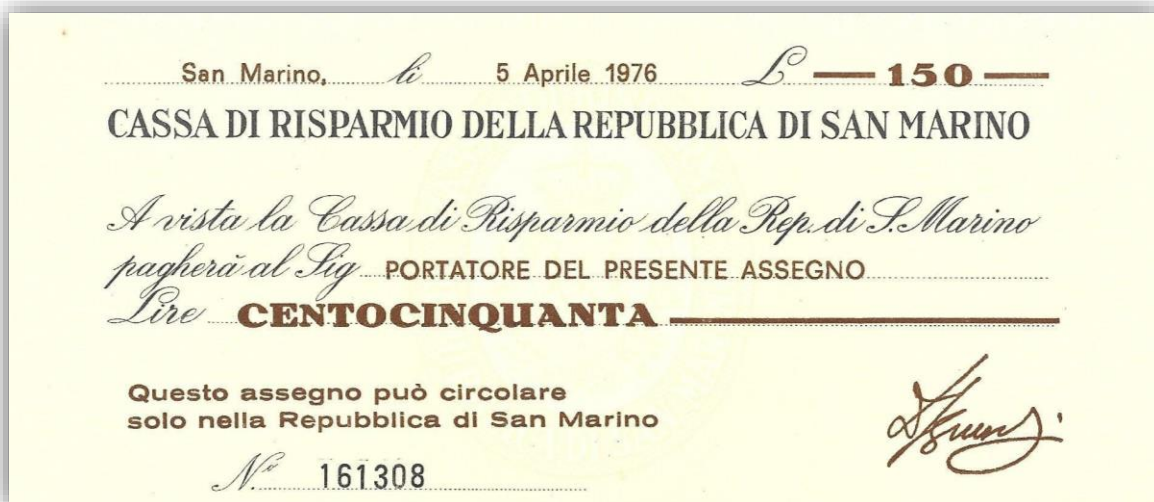 San Marino, li 5 Aprile 1976 L 150
CASSA DI RISPARMIO DELLA REPUBBLICA DI SAN MARINO
A vista la Cassa di Risparmio della Rep. di S. Marino
pagherà al Sig PORTATORE DEL PRESENTE ASSEGNO
Lire CENTOCINQUANTA
Questo assegno può circolare
solo nella Repubblica di San Marino
N.° 161308